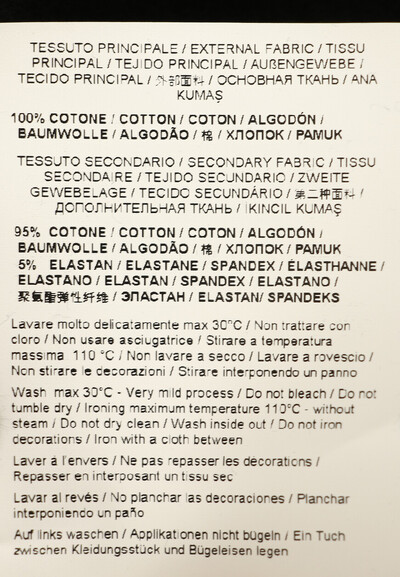 TESSUTO PRINCIPALE / EXTERNAL FABRIC / TISSU
PRINCIPAL / TEJIDO PRINCIPAL / AUßENGEWEBE /
TECIDO PRINCIPAL / 外部面料 / ОСНОВНАЯ ТКАНЬ / ANA
KUMAŞ
100% COTONE / COTTON / COTON / ALGODÓN /
BAUMWOLLE / ALGODÃO / 棉 / ХЛОПОК / PAMUK
TESSUTO SECONDARIO / SECONDARY FABRIC / TISSU
SECONDAIRE / TEJIDO SECUNDARIO / ZWEITE
GEWEBELAGE / TECIDO SECUNDÁRIO / 第二种面料 /
ДОПОЛНИТЕЛЬНАЯ ТКАНЬ / IKINCIL KUMAŞ
95% COTONE / COTTON / COTON / ALGODÓN /
BAUMWOLLE / ALGODÃO / 棉 / ХЛОПОК / PAMUK
5% ELASTAN / ELASTANE / SPANDEX / ÉLASTHANNE /
ELASTANO / ELASTAN / SPANDEX / ELASTANO /
聚氨酯弹性纤维 / ЭЛАСТАН / ELASTAN/ SPANDEKS
Lavare molto delicatamente max 30°C / Non trattare con
cloro / Non usare asciugatrice / Stirare a temperatura
massima 110 °C / Non lavare a secco / Lavare a rovescio /
Non stirare le decorazioni / Stirare interponendo un panno
Wash max 30°C - Very mild process / Do not bleach / Do not
tumble dry / Ironing maximum temperature 110°C - without
steam / Do not dry clean / Wash inside out / Do not iron
decorations / Iron with a cloth between
Laver à l'envers / Ne pas repasser les décorations /
Repasser en interposant un tissu sec
Lavar al revés / No planchar las decoraciones / Planchar
interponiendo un paño
Auf links waschen / Applikationen nicht bügeln / Ein Tuch
zwischen Kleidungsstück und Bügeleisen legen